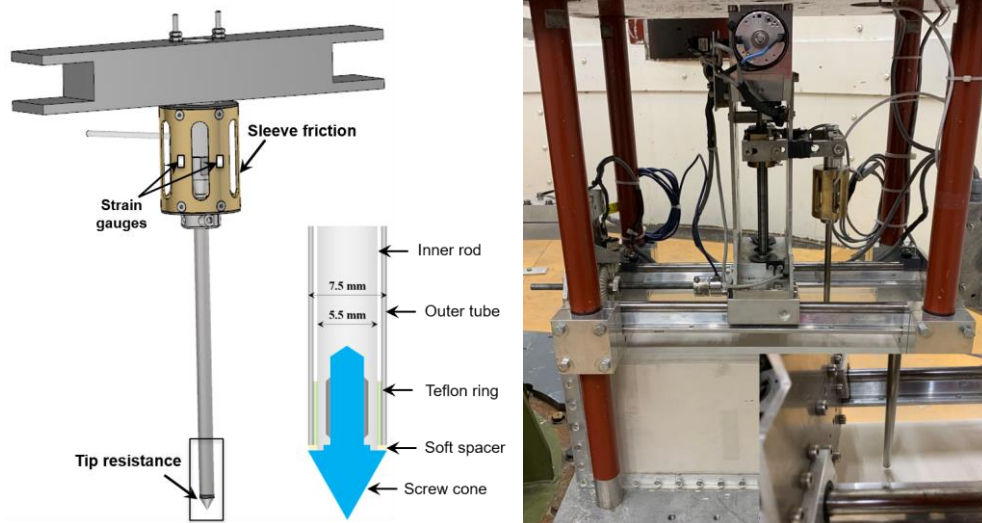 Sleeve friction
Strain
gauges
Inner rod
7.5 mm
Outer tube
5.5 mm
Teflon ring
Soft spacer
Tip resistance
Screw cone